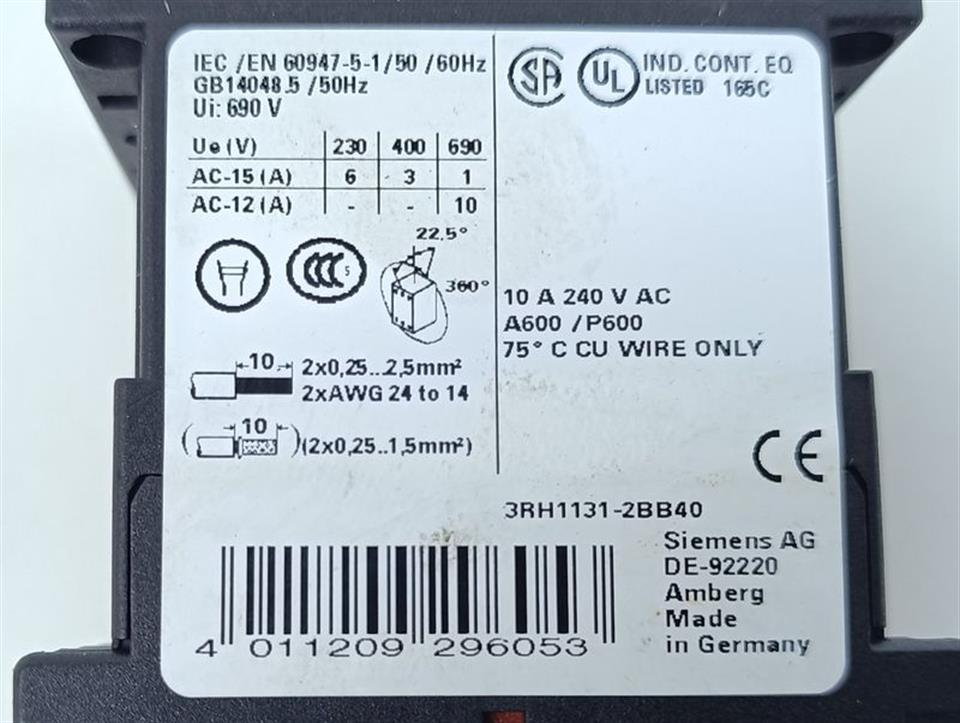 IEC /EN 60947-5-1/50 /60Hz
GB14048.5 /50Hz
Ui: 690 V
Ue (V) 230 400 690
AC-15 (A) 6 3 1
AC-12 (A) - - 10
22.5°
CCC S
360°
10
2x0,25...2,5mm²
2xAWG 24 to 14
10
(2x0,25..1,5mm²)
SA
UL
IND. CONT. EQ
LISTED 165C
10 A 240 V AC
A600 /P600
75° C CU WIRE ONLY
CE
3RH1131-2BB40
Siemens AG
DE-92220
Amberg
Made
in Germany
4 011209 296053